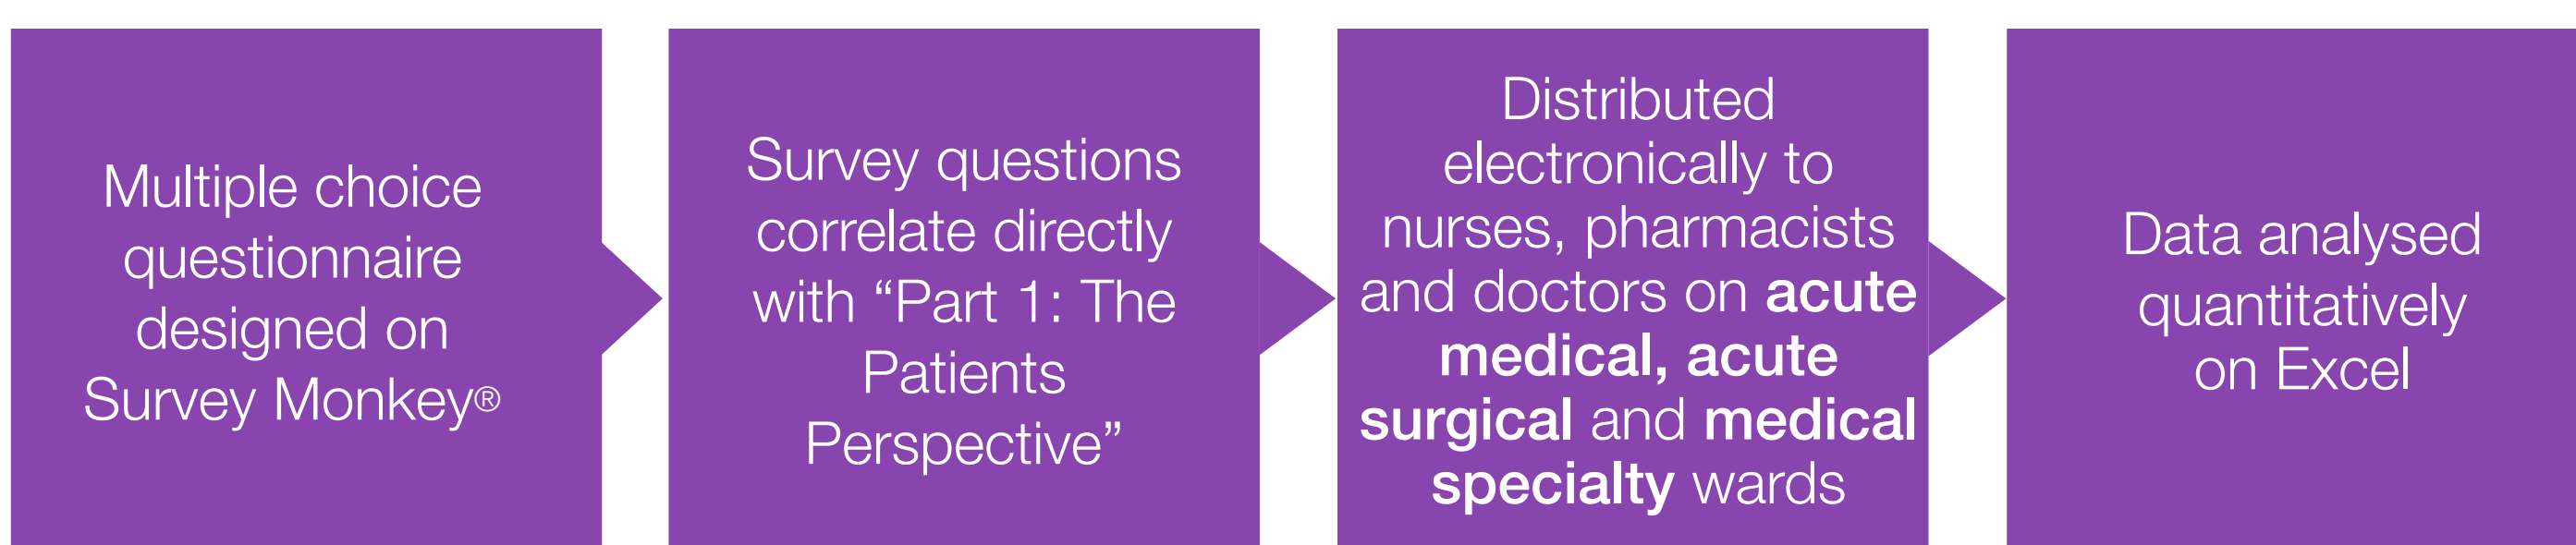 Multiple choice
questionnaire
designed on
Survey Monkey®
Survey questions
correlate directly
with “Part 1: The
Patients
Perspective”
Distributed
electronically to
nurses, pharmacists
and doctors on acute
medical, acute
surgical and medical
specialty wards
Data analysed
quantitatively
on Excel